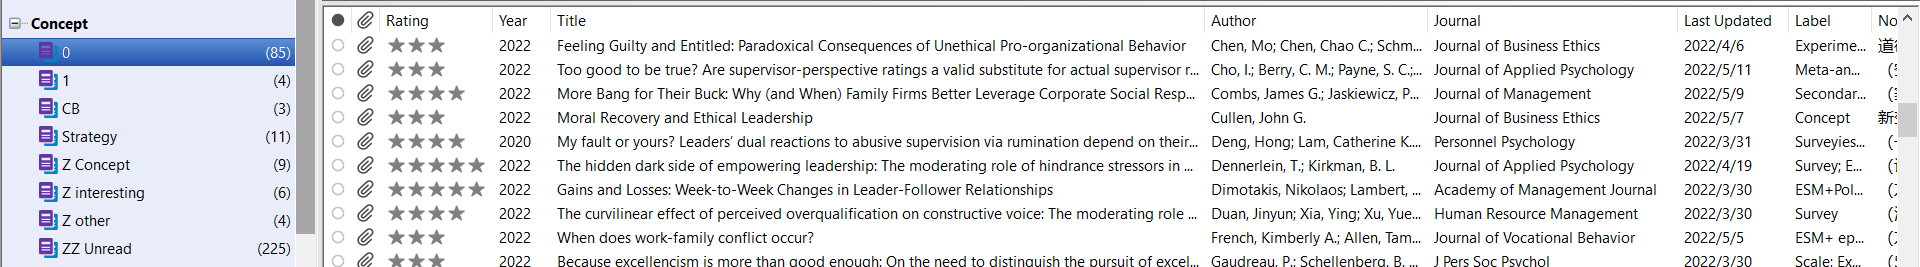 Concept
0 (85)
1 (4)
CB (3)
Strategy (11)
Z Concept (9)
Z interesting (6)
Z other (4)
ZZ Unread (225)
Rating Year Title Author Journal Last Updated Label No
2022 Feeling Guilty and Entitled: Paradoxical Consequences of Unethical Pro-organizational Behavior Chen, Mo; Chen, Chao C.; Schm... Journal of Business Ethics 2022/4/6 Experime...
2022 Too good to be true? Are supervisor-perspective ratings a valid substitute for actual supervisor r... Cho, I.; Berry, C. M.; Payne, S. C.;... Journal of Applied Psychology 2022/5/11 Meta-an...
2022 More Bang for Their Buck: Why (and When) Family Firms Better Leverage Corporate Social Resp... Combs, James G.; Jaskiewicz, P... Journal of Management 2022/5/9 Secondar...
2022 Moral Recovery and Ethical Leadership Cullen, John G. Journal of Business Ethics 2022/5/7 Concept
2020 My fault or yours? Leaders’ dual reactions to abusive supervision via rumination depend on their... Deng, Hong; Lam, Catherine K.... Personnel Psychology 2022/3/31 Surveyies...
2022 The hidden dark side of empowering leadership: The moderating role of hindrance stressors in ... Dennerlein, T.; Kirkman, B. L. Journal of Applied Psychology 2022/4/19 Survey; E...
2022 Gains and Losses: Week-to-Week Changes in Leader-Follower Relationships Dimotakis, Nikolaos; Lambert, ... Academy of Management Journal 2022/3/30 ESM+Pol...
2022 The curvilinear effect of perceived overqualification on constructive voice: The moderating role ... Duan, Jinyun; Xia, Ying; Xu, Yue... Human Resource Management 2022/3/30 Survey
2022 When does work-family conflict occur? French, Kimberly A.; Allen, Tam... Journal of Vocational Behavior 2022/5/5 ESM+ ep...
2022 Because excellencism is more than good enough: On the need to distinguish the pursuit of excel... Gaudreau, P.; Schellenberg, B. ... J Pers Soc Psychol 2022/3/30 Scale: Ex...